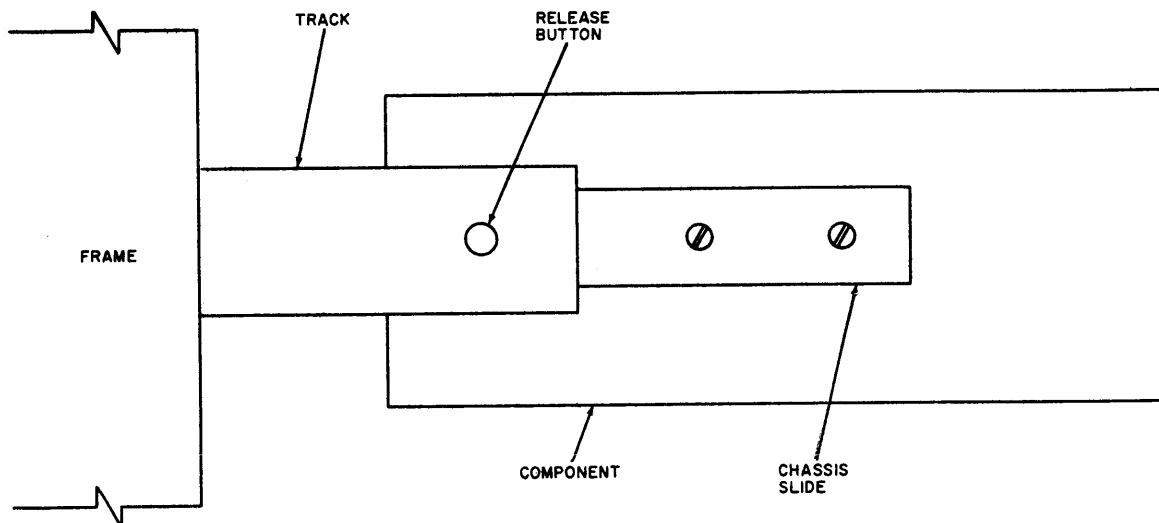 TRACK
RELEASE
BUTTON
FRAME
COMPONENT
CHASSIS
SLIDE